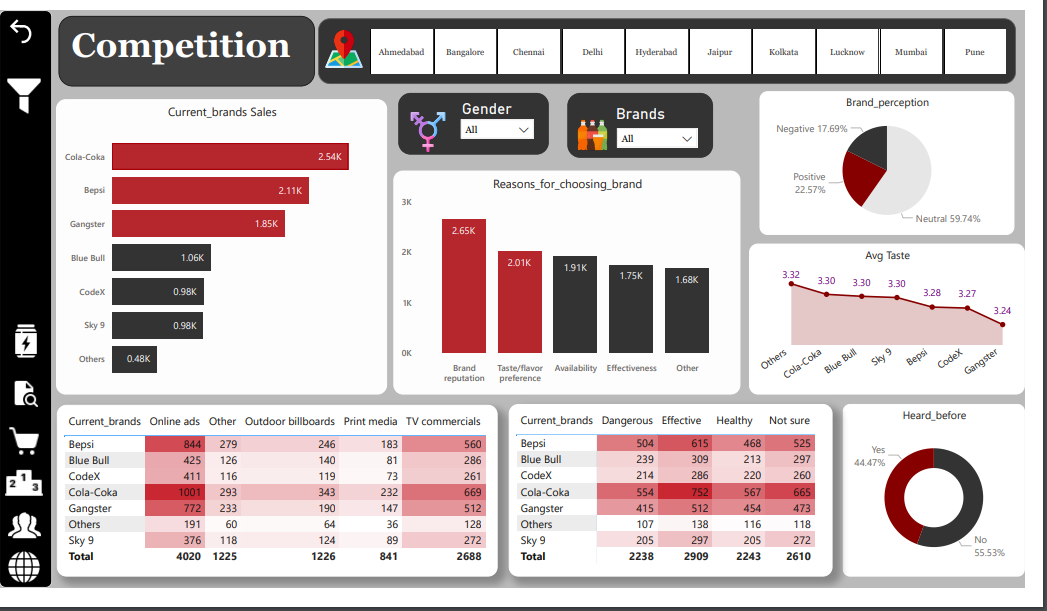 Competition
Ahmedabad Bangalore Chennai Delhi Hyderabad Jaipur Kolkata Lucknow Mumbai Pune
Current_brands Sales
Cola-Coka 2.54K
Bepsi 2.11K
Gangster 1.85K
Blue Bull 1.06K
CodeX 0.98K
Sky 9 0.98K
Others 0.48K
Gender
All
Brands
All
Reasons_for_choosing_brand
3K
2K
1K
0K
2.65K 2.01K 1.91K 1.75K 1.68K
Brand reputation
Taste/flavor preference
Availability
Effectiveness
Other
Brand_perception
Negative 17.69%
Positive
22.57%
Neutral 59.74%
Avg Taste
3.32 3.30 3.30 3.30 3.28 3.27 3.24
Others Cola-Coka Blue Bull Sky 9 Bepsi CodeX Gangster
2 1 3
Current_brands Online ads Other Outdoor billboards Print media TV commercials
Bepsi 844 279 246 183 560
Blue Bull 425 126 140 81 286
CodeX 411 116 119 73 261
Cola-Coka 1001 293 343 232 669
Gangster 772 233 190 147 512
Others 191 60 64 36 128
Sky 9 376 118 124 89 272
Total 4020 1225 1226 841 2688
Current_brands Dangerous Effective Healthy Not sure
Bepsi 504 615 468 525
Blue Bull 239 309 213 297
CodeX 214 286 220 260
Cola-Coka 554 752 567 665
Gangster 415 512 454 473
Others 107 138 116 118
Sky 9 205 297 205 272
Total 2238 2909 2243 2610
Heard_before
Yes
44.47%
No
55.53%